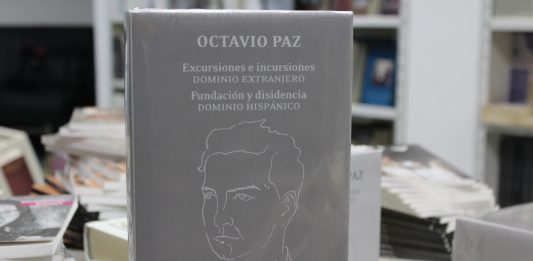 OCTAVIO PAZ
Excursiones e incursiones
DOMINIO EXTRANJERO
Fundación y disidencia
DOMINIO HISPÁNICO
PAZ